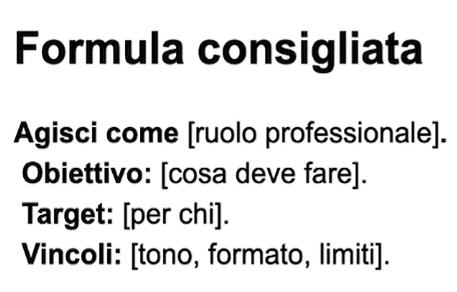 Formula consigliata
Agisci come [ruolo professionale].
Obiettivo: [cosa deve fare].
Target: [per chi].
Vincoli: [tono, formato, limiti].